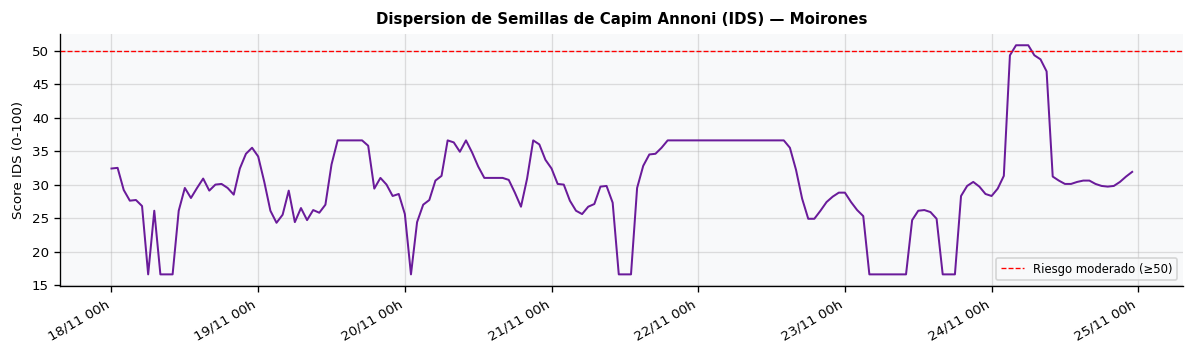 Dispersion de Semillas de Capim Annoni (IDS) — Moirones
Score IDS (0-100)
50
45
40
35
30
25
20
15
Riesgo moderado (≥50)
18/11 00h
19/11 00h
20/11 00h
21/11 00h
22/11 00h
23/11 00h
24/11 00h
25/11 00h